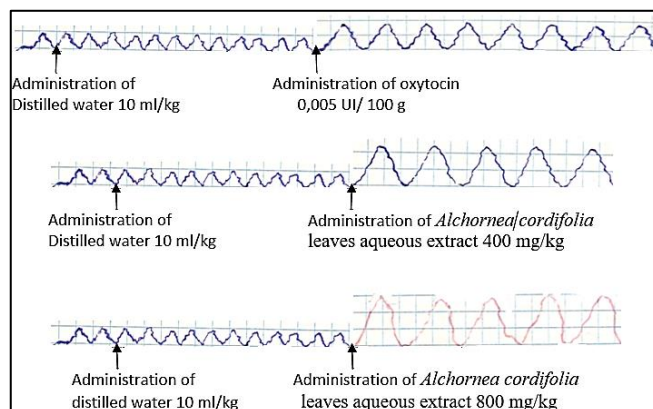 Administration of
Distilled water 10 ml/kg
Administration of oxytocin
0,005 UI/ 100 g
Administration of
Distilled water 10 ml/kg
Administration of Alchornea|cordifolia
leaves aqueous extract 400 mg/kg
Administration of
distilled water 10 ml/kg
Administration of Alchornea cordifolia
leaves aqueous extract 800 mg/kg